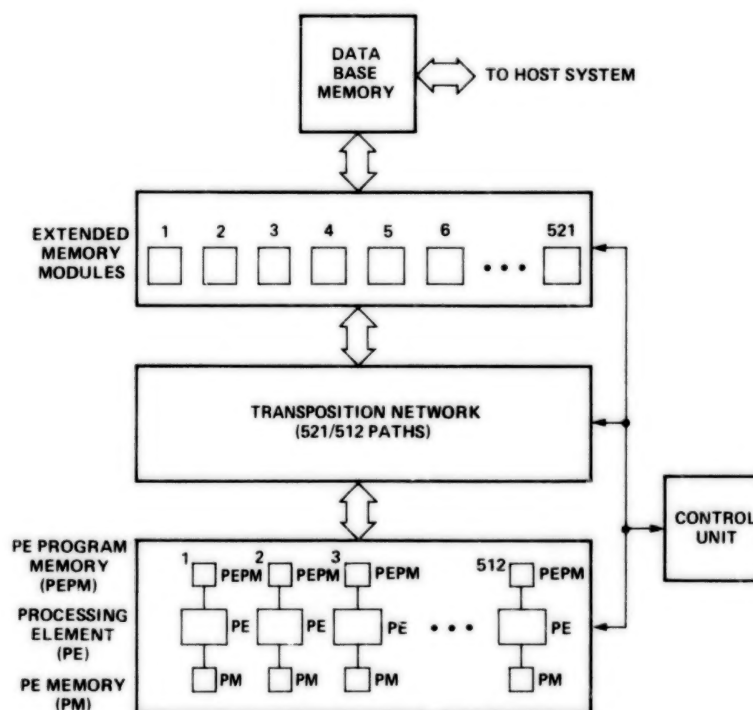 DATA
BASE
MEMORY
TO HOST SYSTEM
EXTENDED
MEMORY
MODULES
1 2 3 4 5 6 521
TRANSPOSITION NETWORK
(521/512 PATHS)
CONTROL
UNIT
PE PROGRAM
MEMORY
(PEPM)
1 PEPM 2 PEPM 3 PEPM 512 PEPM
PROCESSING
ELEMENT
(PE)
PE PE PE PE
PE MEMORY
(PM)
PM PM PM PM